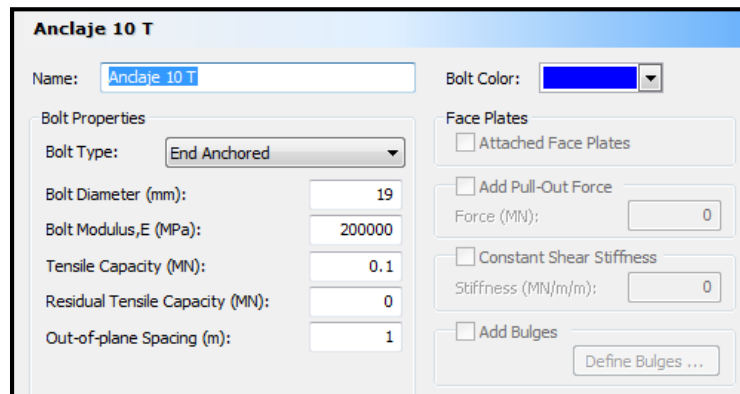 Anclaje 10 T
Name: Anclaje 10 T
Bolt Color:
Bolt Properties
Bolt Type: End Anchored
Bolt Diameter (mm): 19
Bolt Modulus,E (MPa): 200000
Tensile Capacity (MN): 0.1
Residual Tensile Capacity (MN): 0
Out-of-plane Spacing (m): 1
Face Plates
Attached Face Plates
Add Pull-Out Force
Force (MN): 0
Constant Shear Stiffness
Stiffness (MN/m/m): 0
Add Bulges
Define Bulges ...